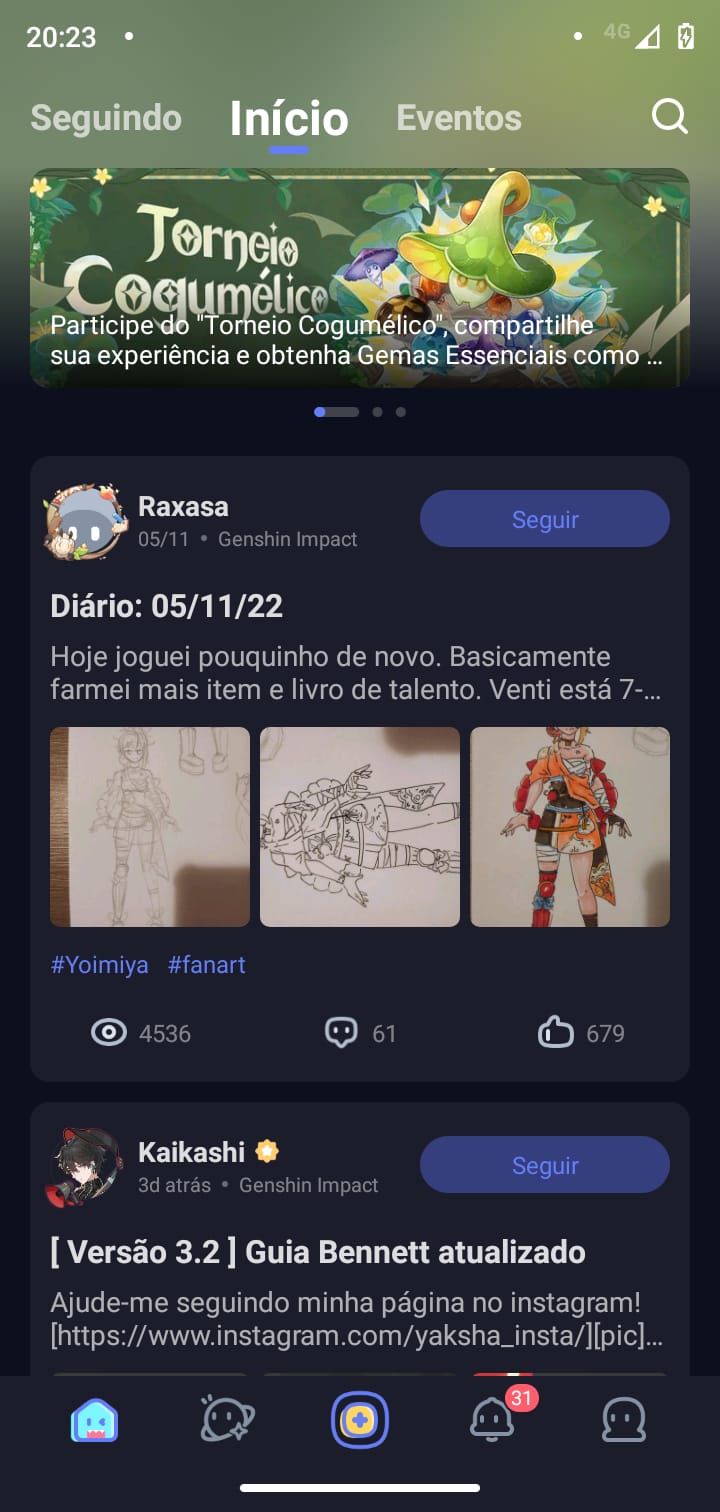 20:23
4G
Seguindo
Início
Eventos
Torneio
Cogumélico
Participe do "Torneio Cogumélico", compartilhe
sua experiência e obtenha Gemas Essenciais como ...
Raxasa
05/11 • Genshin Impact
Seguir
Diário: 05/11/22
Hoje joguei pouquinho de novo. Basicamente
farmei mais item e livro de talento. Venti está 7-...
#Yoimiya #fanart
4536
61
679
Kaikashi
3d atrás • Genshin Impact
Seguir
[ Versão 3.2 ] Guia Bennett atualizado
Ajude-me seguindo minha página no instagram!
[https://www.instagram.com/yaksha_insta/][pic]...
31